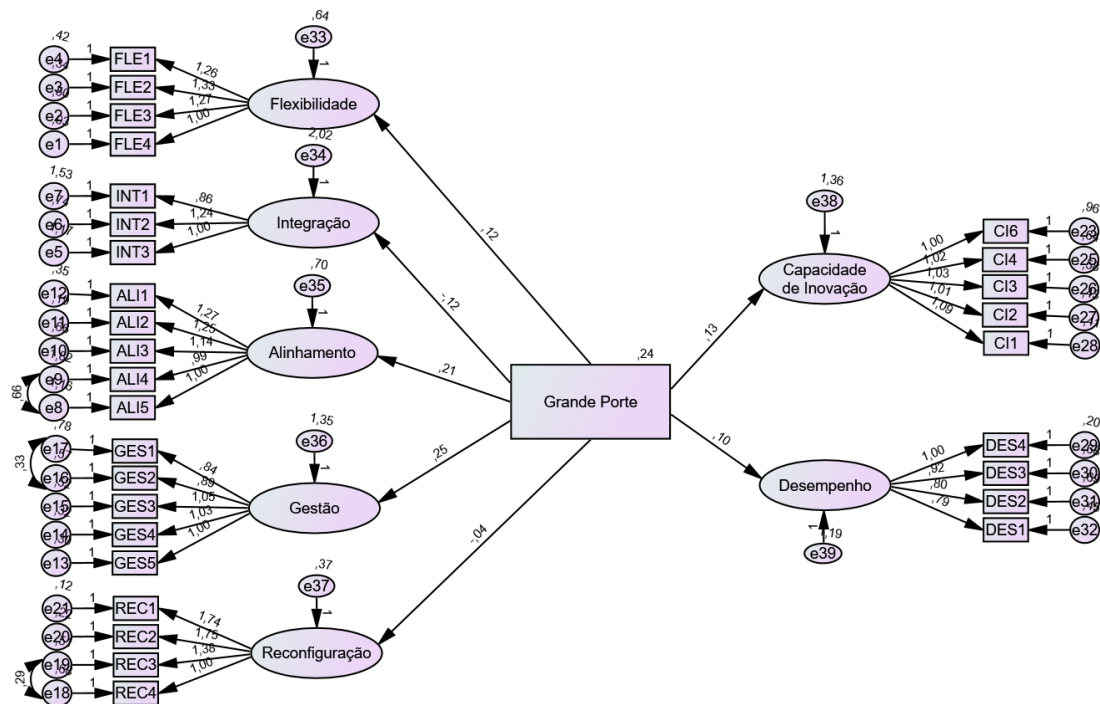 ,64
e33
1
,42
e4
1
FLE1
e3
1
FLE2
e2
1
FLE3
e1
1
FLE4
1,26
1,33
1,27
1,00
Flexibilidade
2,02
e34
1
1,53
e7
1
INT1
e6
1
INT2
e5
1
INT3
,86
1,24
1,00
Integração
,70
e35
1
,35
e12
1
ALI1
e11
1
ALI2
e10
1
ALI3
e9
1
ALI4
e8
1
ALI5
,66
1,27
1,25
1,14
,99
1,00
Alinhamento
1,35
e36
1
,78
e17
1
GES1
e16
1
GES2
e15
1
GES3
e14
1
GES4
e13
1
GES5
,33
,84
,89
1,05
1,03
1,00
Gestão
,37
e37
1
,12
e21
1
REC1
e20
1
REC2
e19
1
REC3
e18
1
REC4
,29
1,74
1,75
1,38
1,00
Reconfiguração
,12
-,12
,21
,25
-,04
,24
Grande Porte
,13
,10
1,36
e38
1
Capacidade
de Inovação
1,00
1,02
1,03
1,01
1,09
,96
CI6
1
e23
CI4
1
e25
CI3
1
e26
CI2
1
e27
CI1
1
e28
Desempenho
1
1,19
e39
1,00
,92
,80
,79
,20
DES4
1
e29
DES3
1
e30
DES2
1
e31
DES1
1
e32